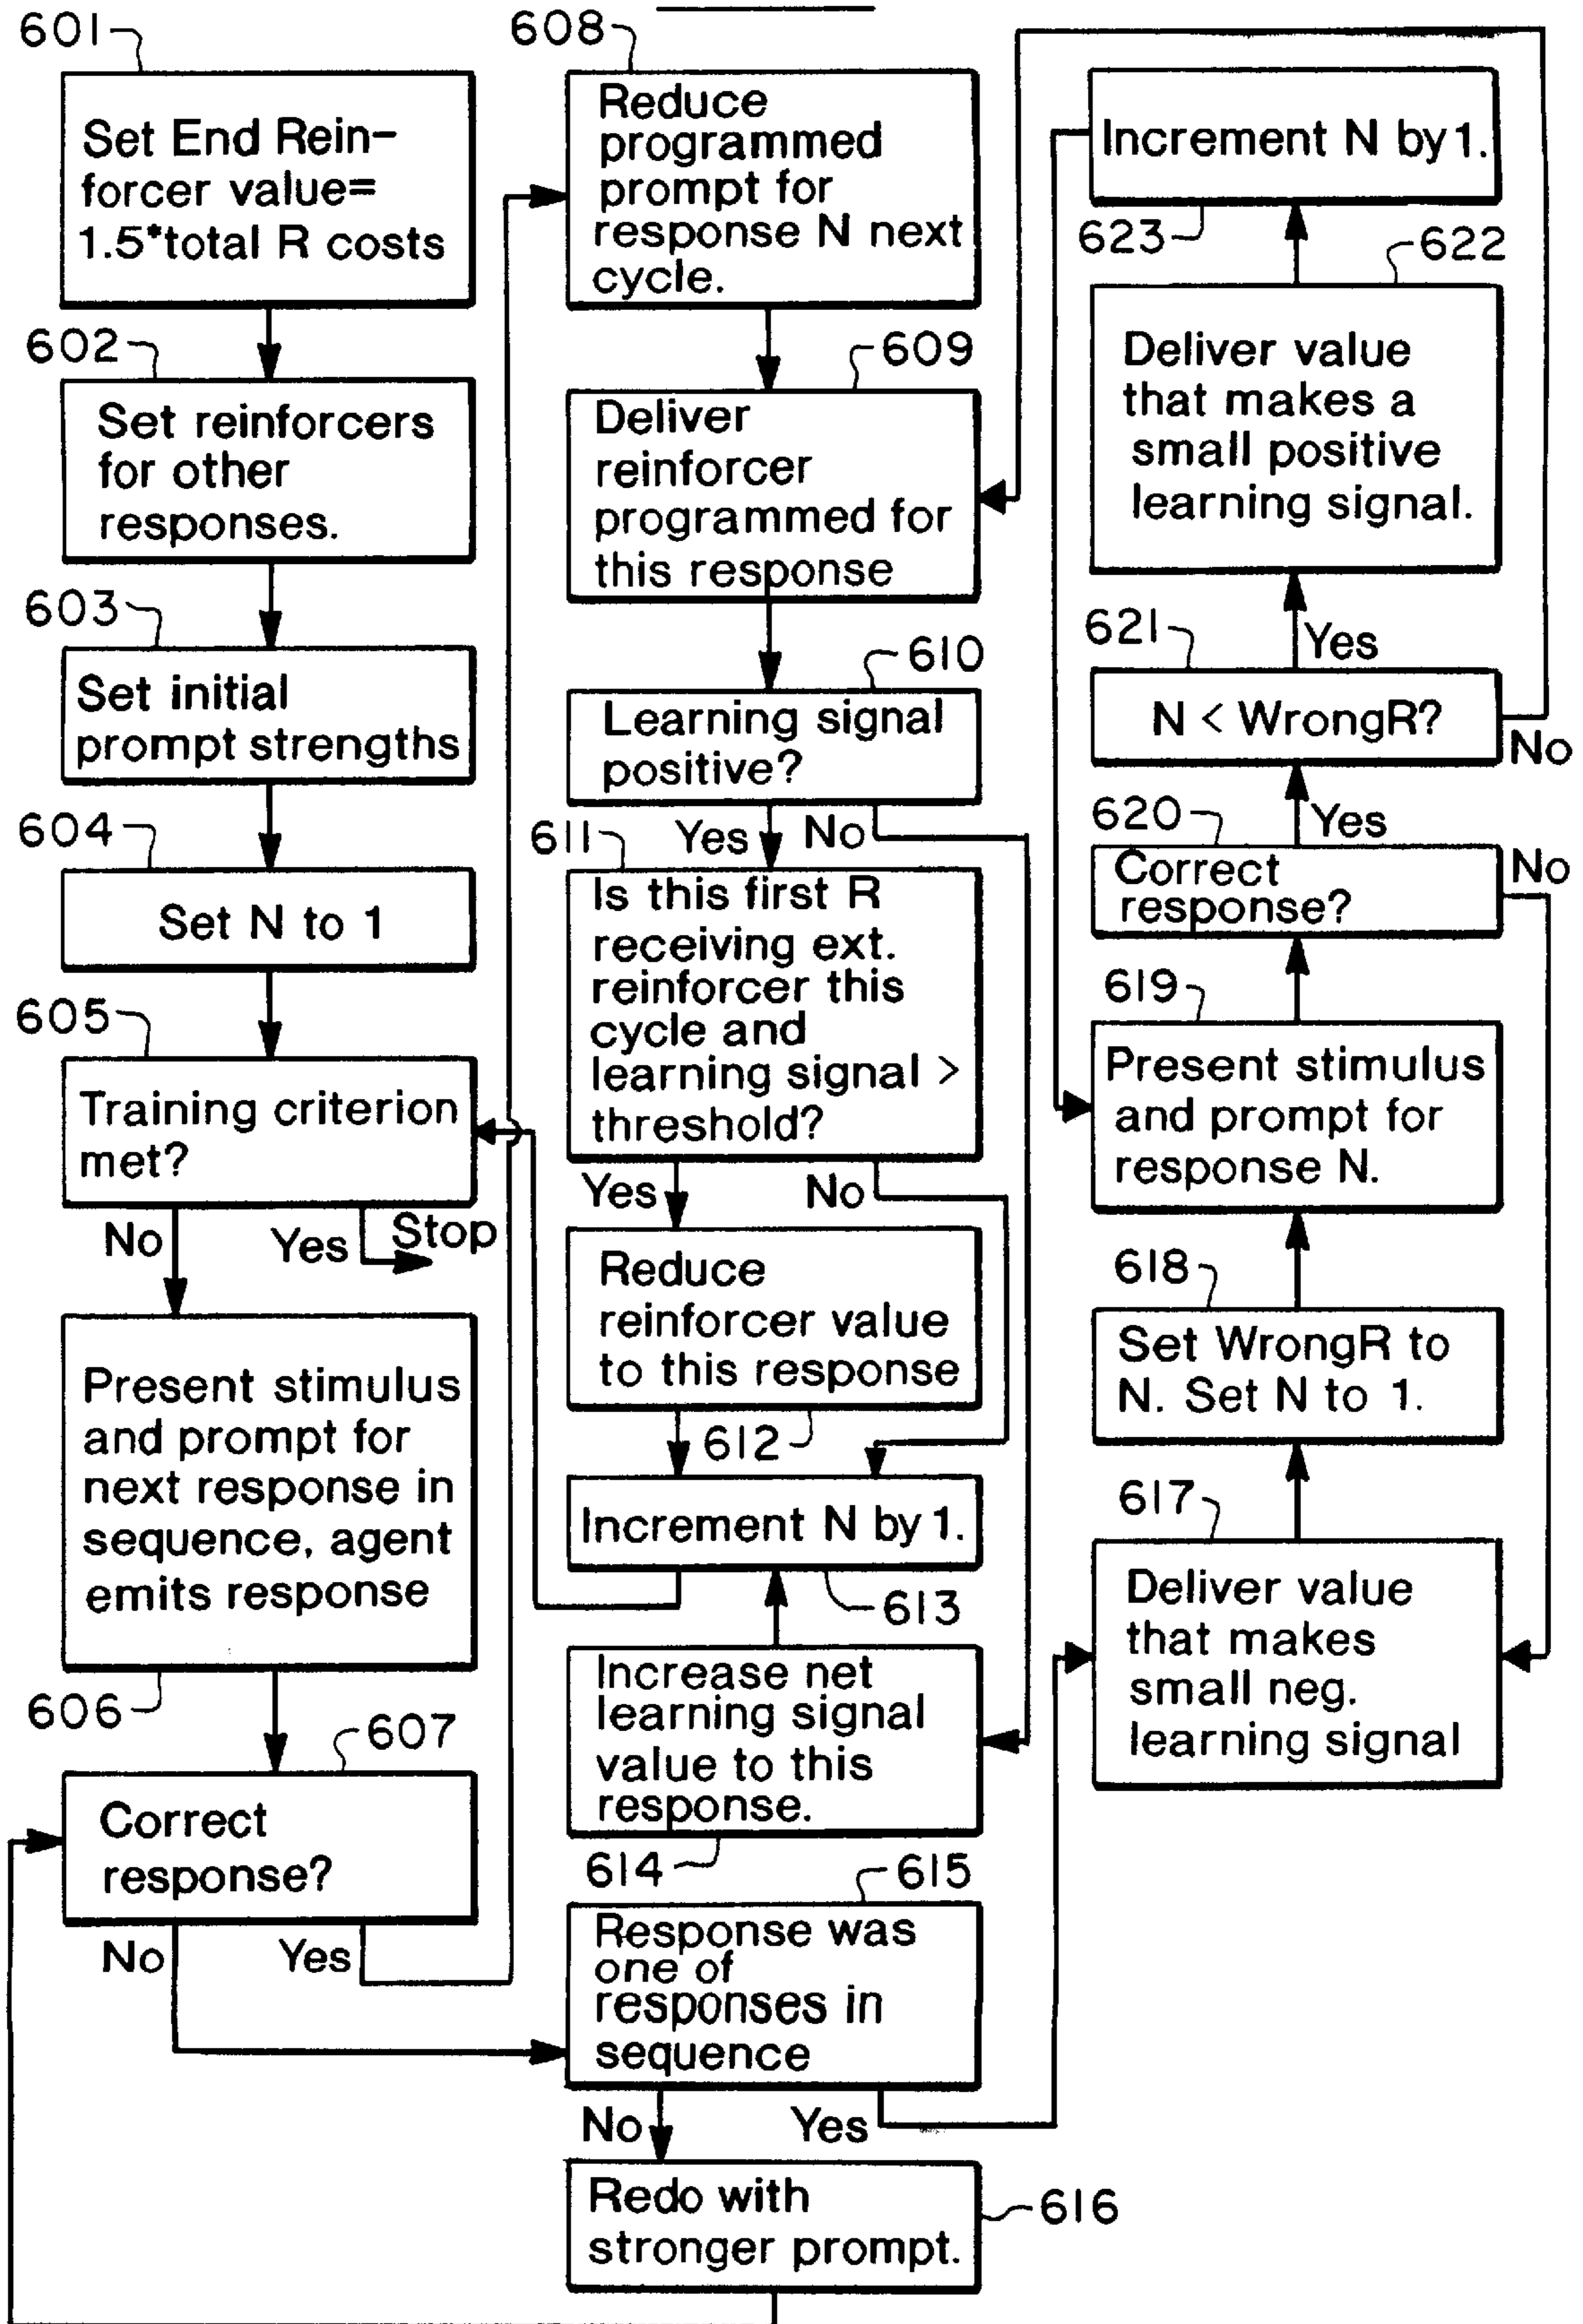 601
Set End Rein-
forcer value=
1.5*total R costs
602
Set reinforcers
for other
responses.
603
Set initial
prompt strengths
604
Set N to 1
605
Training criterion
met?
No
Yes
Stop
Present stimulus
and prompt for
next response in
sequence, agent
emits response
606
607
Correct
response?
No
Yes
608
Reduce
programmed
prompt for
response N next
cycle.
609
Deliver
reinforcer
programmed for
this response
610
Learning signal
positive?
Yes
No
611
Is this first R
receiving ext.
reinforcer this
cycle and
learning signal >
threshold?
Yes
No
Reduce
reinforcer value
to this response
612
Increment N by 1.
613
Increase net
learning signal
value to this
response.
614
615
Response was
one of
responses in
sequence
No
Yes
Redo with
stronger prompt.
616
Increment N by 1.
623
622
Deliver value
that makes a
small positive
learning signal.
621
Yes
N < WrongR?
No
620
Yes
Correct
response?
No
619
Present stimulus
and prompt for
response N.
618
Set WrongR to
N. Set N to 1.
617
Deliver value
that makes
small neg.
learning signal